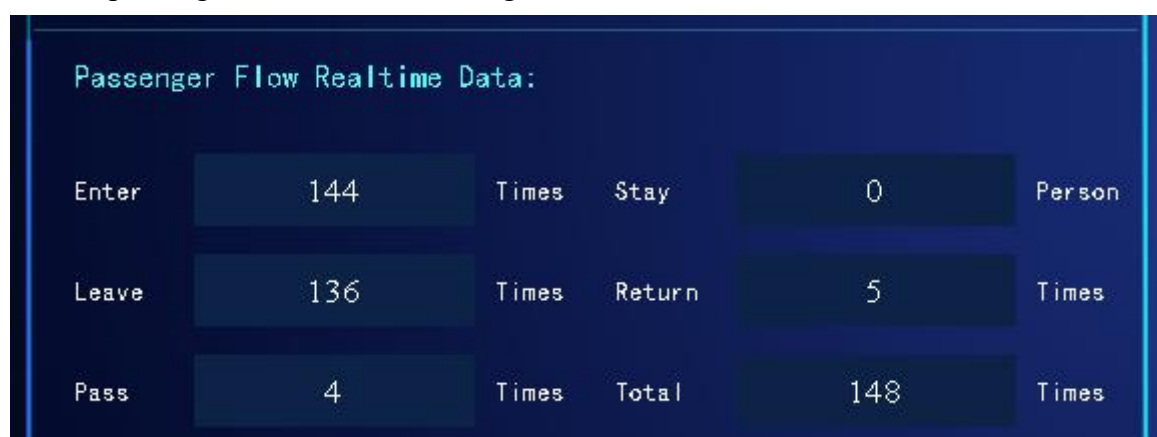 Passenger Flow Realtime Data:
Enter 144 Times Stay 0 Person
Leave 136 Times Return 5 Times
Pass 4 Times Total 148 Times